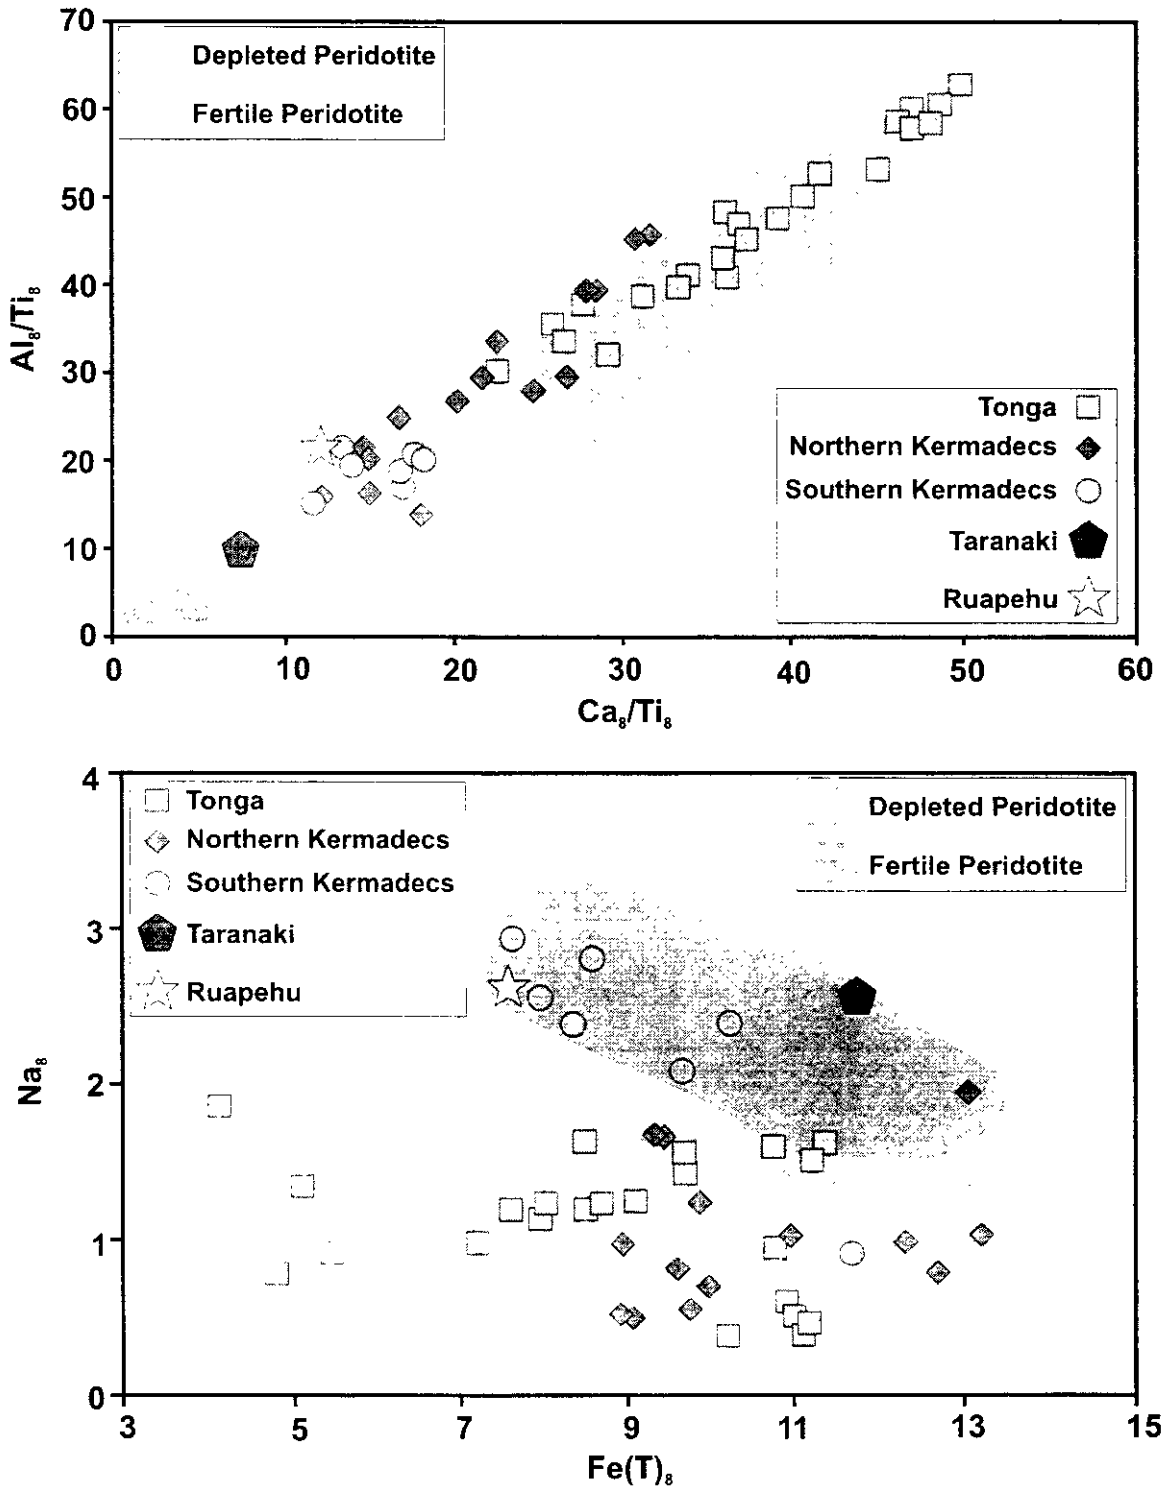 70
60
50
40
30
20
10
0
Al₈/Ti₈
Depleted Peridotite
Fertile Peridotite
Tonga
Northern Kermadecs
Southern Kermadecs
Taranaki
Ruapehu
0 10 20 30 40 50 60
Ca₈/Ti₈
4
3
2
1
0
Na₈
Tonga
Northern Kermadecs
Southern Kermadecs
Taranaki
Ruapehu
Depleted Peridotite
Fertile Peridotite
3 5 7 9 11 13 15
Fe(T)₈